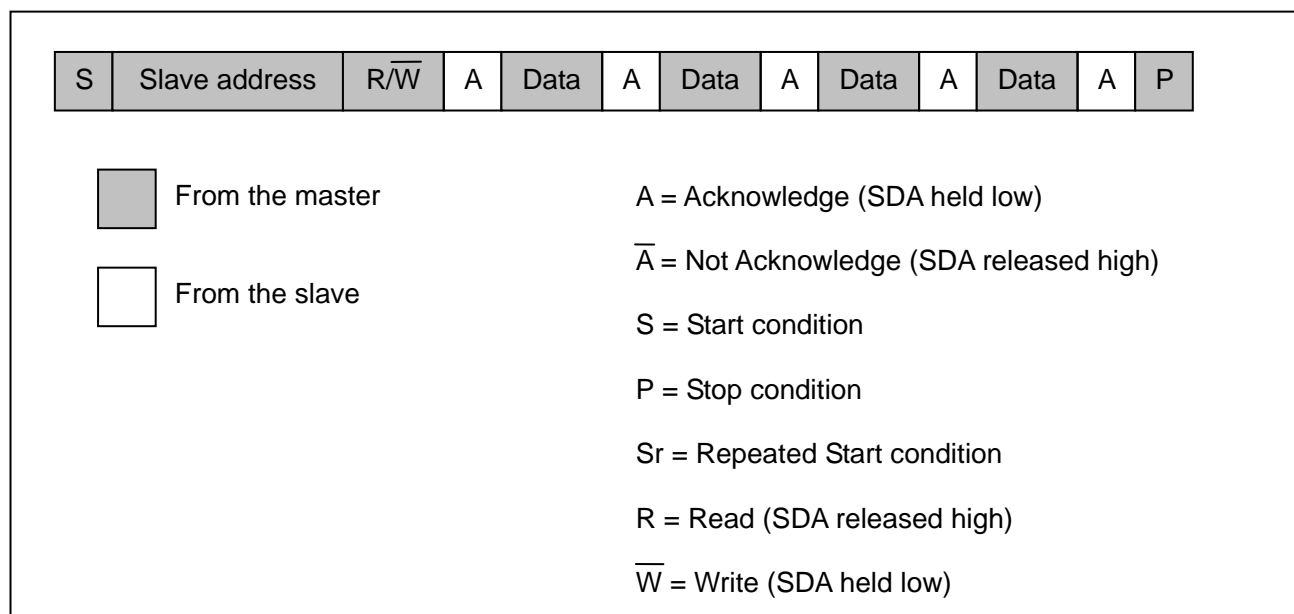 S Slave address R/W̅ A Data A Data A Data A Data A P
From the master
From the slave
A = Acknowledge (SDA held low)
A̅ = Not Acknowledge (SDA released high)
S = Start condition
P = Stop condition
Sr = Repeated Start condition
R = Read (SDA released high)
W̅ = Write (SDA held low)